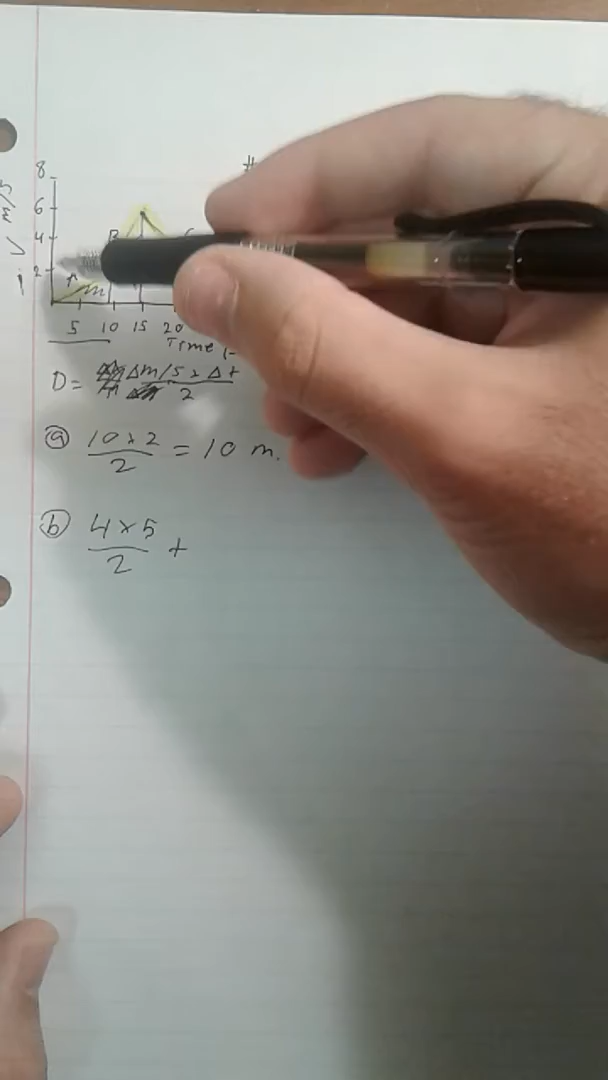 #
8
6
V m/s
4 B
2 A m
5 10 15 20
Time (
D = Δm/s x Δt
2
ⓐ 10 x 2 = 10 m.
2
ⓑ 4 x 5 +
2